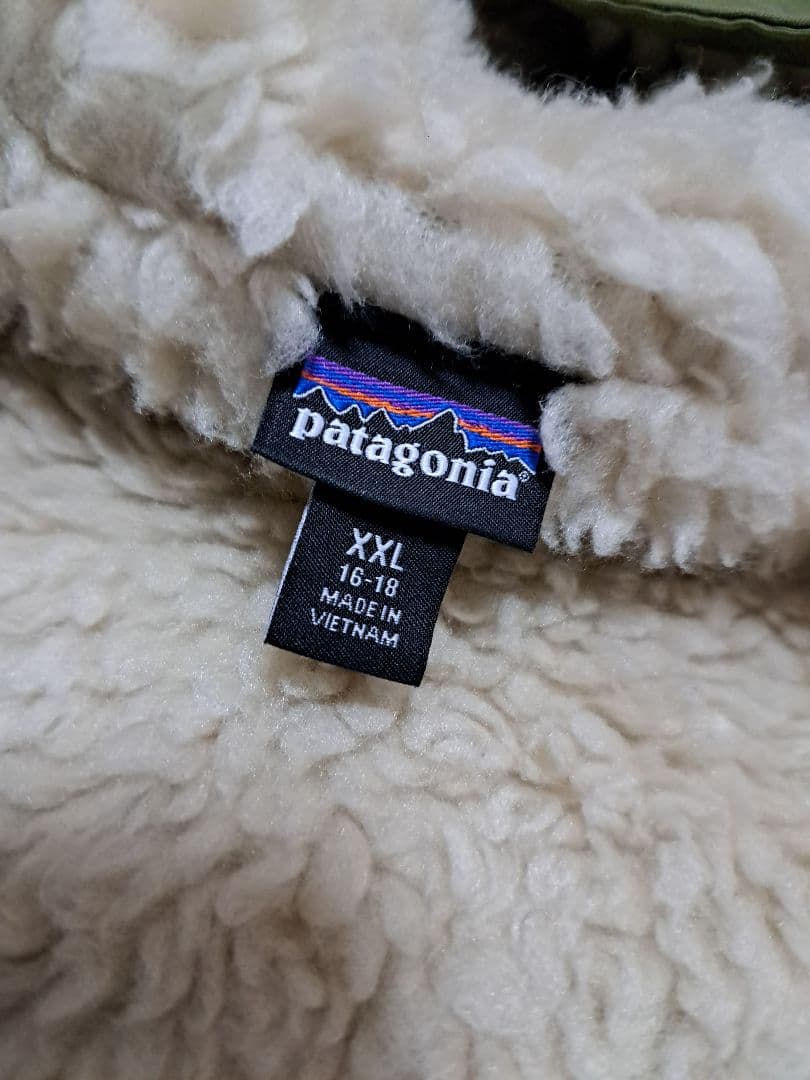 patagonia®
XXL
16-18
MADE IN
VIETNAM